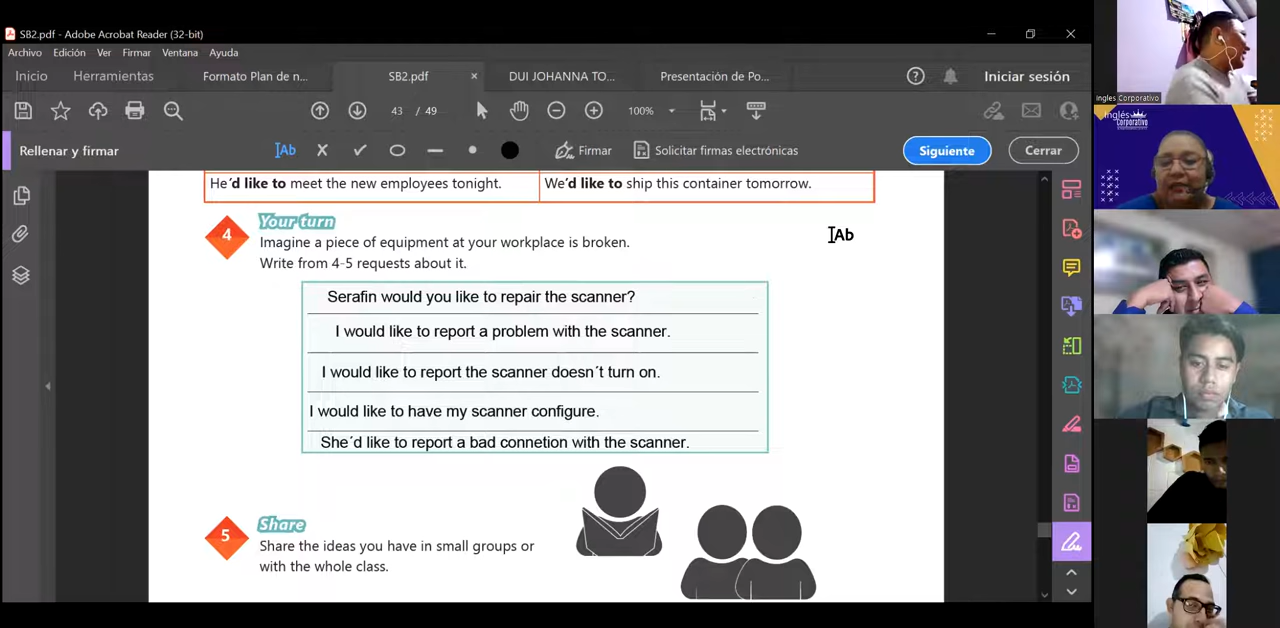 SB2.pdf - Adobe Acrobat Reader (32-bit)
Archivo Edición Ver Firmar Ventana Ayuda
Inicio Herramientas Formato Plan de n... SB2.pdf × DUI JOHANNA TO... Presentación de Po... Iniciar sesión
43 / 49 100%
Rellenar y firmar Ab Firmar Solicitar firmas electrónicas Siguiente Cerrar
He'd like to meet the new employees tonight. We'd like to ship this container tomorrow.
4 Your turn
Imagine a piece of equipment at your workplace is broken.
Write from 4-5 requests about it.
Ab
Serafin would you like to repair the scanner?
I would like to report a problem with the scanner.
I would like to report the scanner doesn´t turn on.
I would like to have my scanner configure.
She´d like to report a bad connetion with the scanner.
5 Share
Share the ideas you have in small groups or
with the whole class.
ingles Corporativo
Inglés
Corporativo